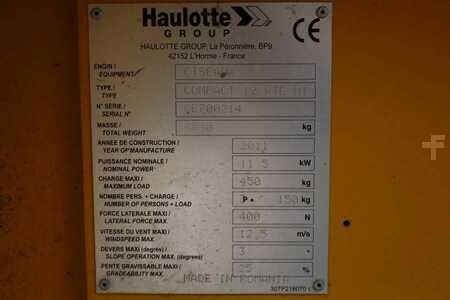 Haulotte
GROUP
CE
HAULOTTE GROUP, La Péronnière, BP9
42152 L'Horme - France
ENGIN /
EQUIPMENT
TYPE /
TYPE
COMPACT 12 RTE
N° SERIE /
SERIAL N°
MASSE /
TOTAL WEIGHT
kg
ANNEE DE CONSTRUCTION /
YEAR OF MANUFACTURE
2011
PUISSANCE NOMINALE /
NOMINAL POWER
11.5 kW
CHARGE MAXI /
MAXIMUM LOAD
450 kg
NOMBRE PERS. + CHARGE /
NUMBER OF PERSONS + LOAD
P + 150 kg
FORCE LATERALE MAXI /
LATERAL FORCE MAX.
400 N
VITESSE DU VENT MAXI /
WINDSPEED MAX.
12.5 m/s
DEVERS MAXI (degrés) /
SLOPE OPERATION MAX. (degrés)
3 °
PENTE GRAVISSABLE MAXI /
GRADEABILITY MAX.
25 %
MADE IN ROMANIA